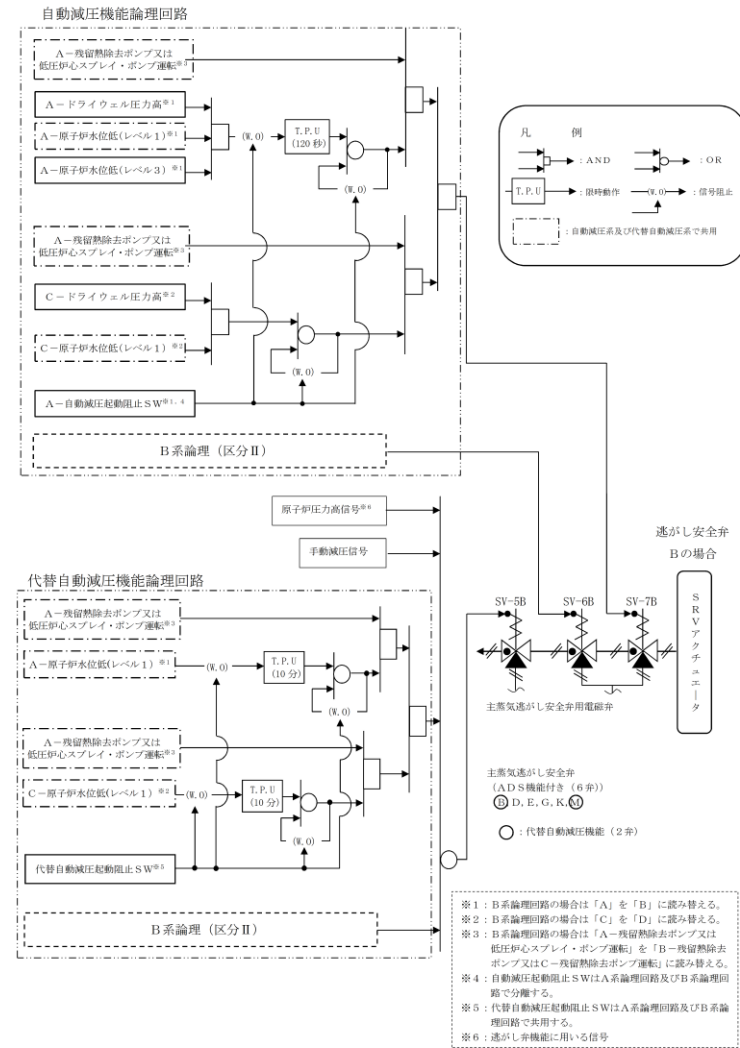 自動減圧機能論理回路
A－残留熱除去ポンプ又は
低圧炉心スプレイ・ポンプ運転※3
A－ドライウェル圧力高※1
A－原子炉水位低(レベル1)※1
A－原子炉水位低(レベル3)※1
(W.O)
T.P.U
(120秒)
(W.O)
A－残留熱除去ポンプ又は
低圧炉心スプレイ・ポンプ運転※3
C－ドライウェル圧力高※2
C－原子炉水位低(レベル1)※2
(W.O)
A－自動減圧起動阻止SW※1, 4
B系論理（区分Ⅱ）
凡　例
: AND
: OR
T.P.U
: 限時動作
(W.O)
: 信号阻止
: 自動減圧系及び代替自動減圧系で共用
原子炉圧力高信号※6
手動減圧信号
代替自動減圧機能論理回路
A－残留熱除去ポンプ又は
低圧炉心スプレイ・ポンプ運転※3
A－原子炉水位低(レベル1)※1
(W.O)
T.P.U
(10分)
(W.O)
A－残留熱除去ポンプ又は
低圧炉心スプレイ・ポンプ運転※3
C－原子炉水位低(レベル1)※2
(W.O)
T.P.U
(10分)
(W.O)
代替自動減圧起動阻止SW※5
B系論理（区分Ⅱ）
逃がし安全弁
Bの場合
SV-5B
SV-6B
SV-7B
SRVアクチュエータ
主蒸気逃がし安全弁用電磁弁
主蒸気逃がし安全弁
(ADS機能付き（6弁))
B, D, E, G, K, M
○：代替自動減圧機能（2弁）
※1：B系論理回路の場合は「A」を「B」に読み替える。
※2：B系論理回路の場合は「C」を「D」に読み替える。
※3：B系論理回路の場合は「A－残留熱除去ポンプ又は
低圧炉心スプレイ・ポンプ運転」を「B－残留熱除去
ポンプ又はC－残留熱除去ポンプ運転」に読み替える。
※4：自動減圧起動阻止SWはA系論理回路及びB系論理回
路で分離する。
※5：代替自動減圧起動阻止SWはA系論理回路及びB系論
理回路で共用する。
※6：逃がし弁機能に用いる信号